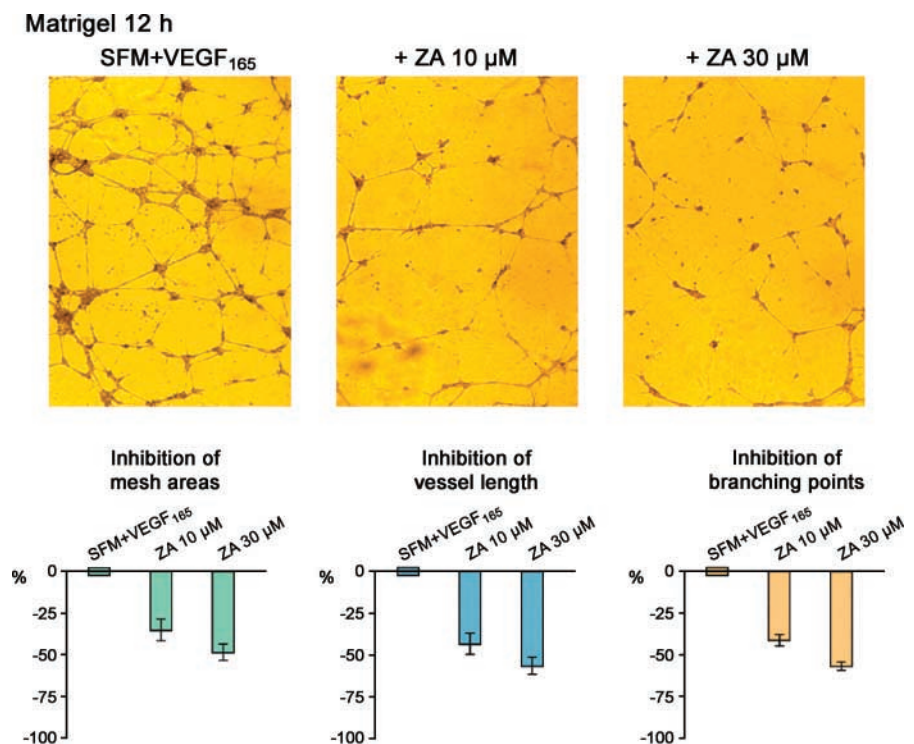 Matrigel 12 h
SFM+VEGF₁₆₅
+ ZA 10 µM
+ ZA 30 µM
Inhibition of
mesh areas
Inhibition of
vessel length
Inhibition of
branching points
SFM+VEGF₁₆₅
ZA 10 µM
ZA 30 µM
%
0
-25
-50
-75
-100
SFM+VEGF₁₆₅
ZA 10 µM
ZA 30 µM
%
0
-25
-50
-75
-100
SFM+VEGF₁₆₅
ZA 10 µM
ZA 30 µM
%
0
-25
-50
-75
-100